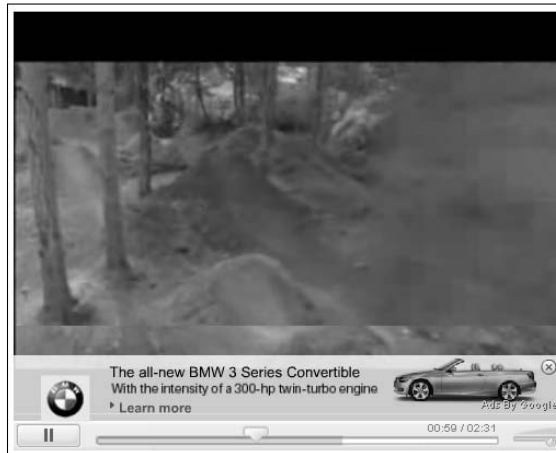 The all-new BMW 3 Series Convertible
With the intensity of a 300-hp twin-turbo engine
Learn more
Ads By Google
00:59 / 02:31